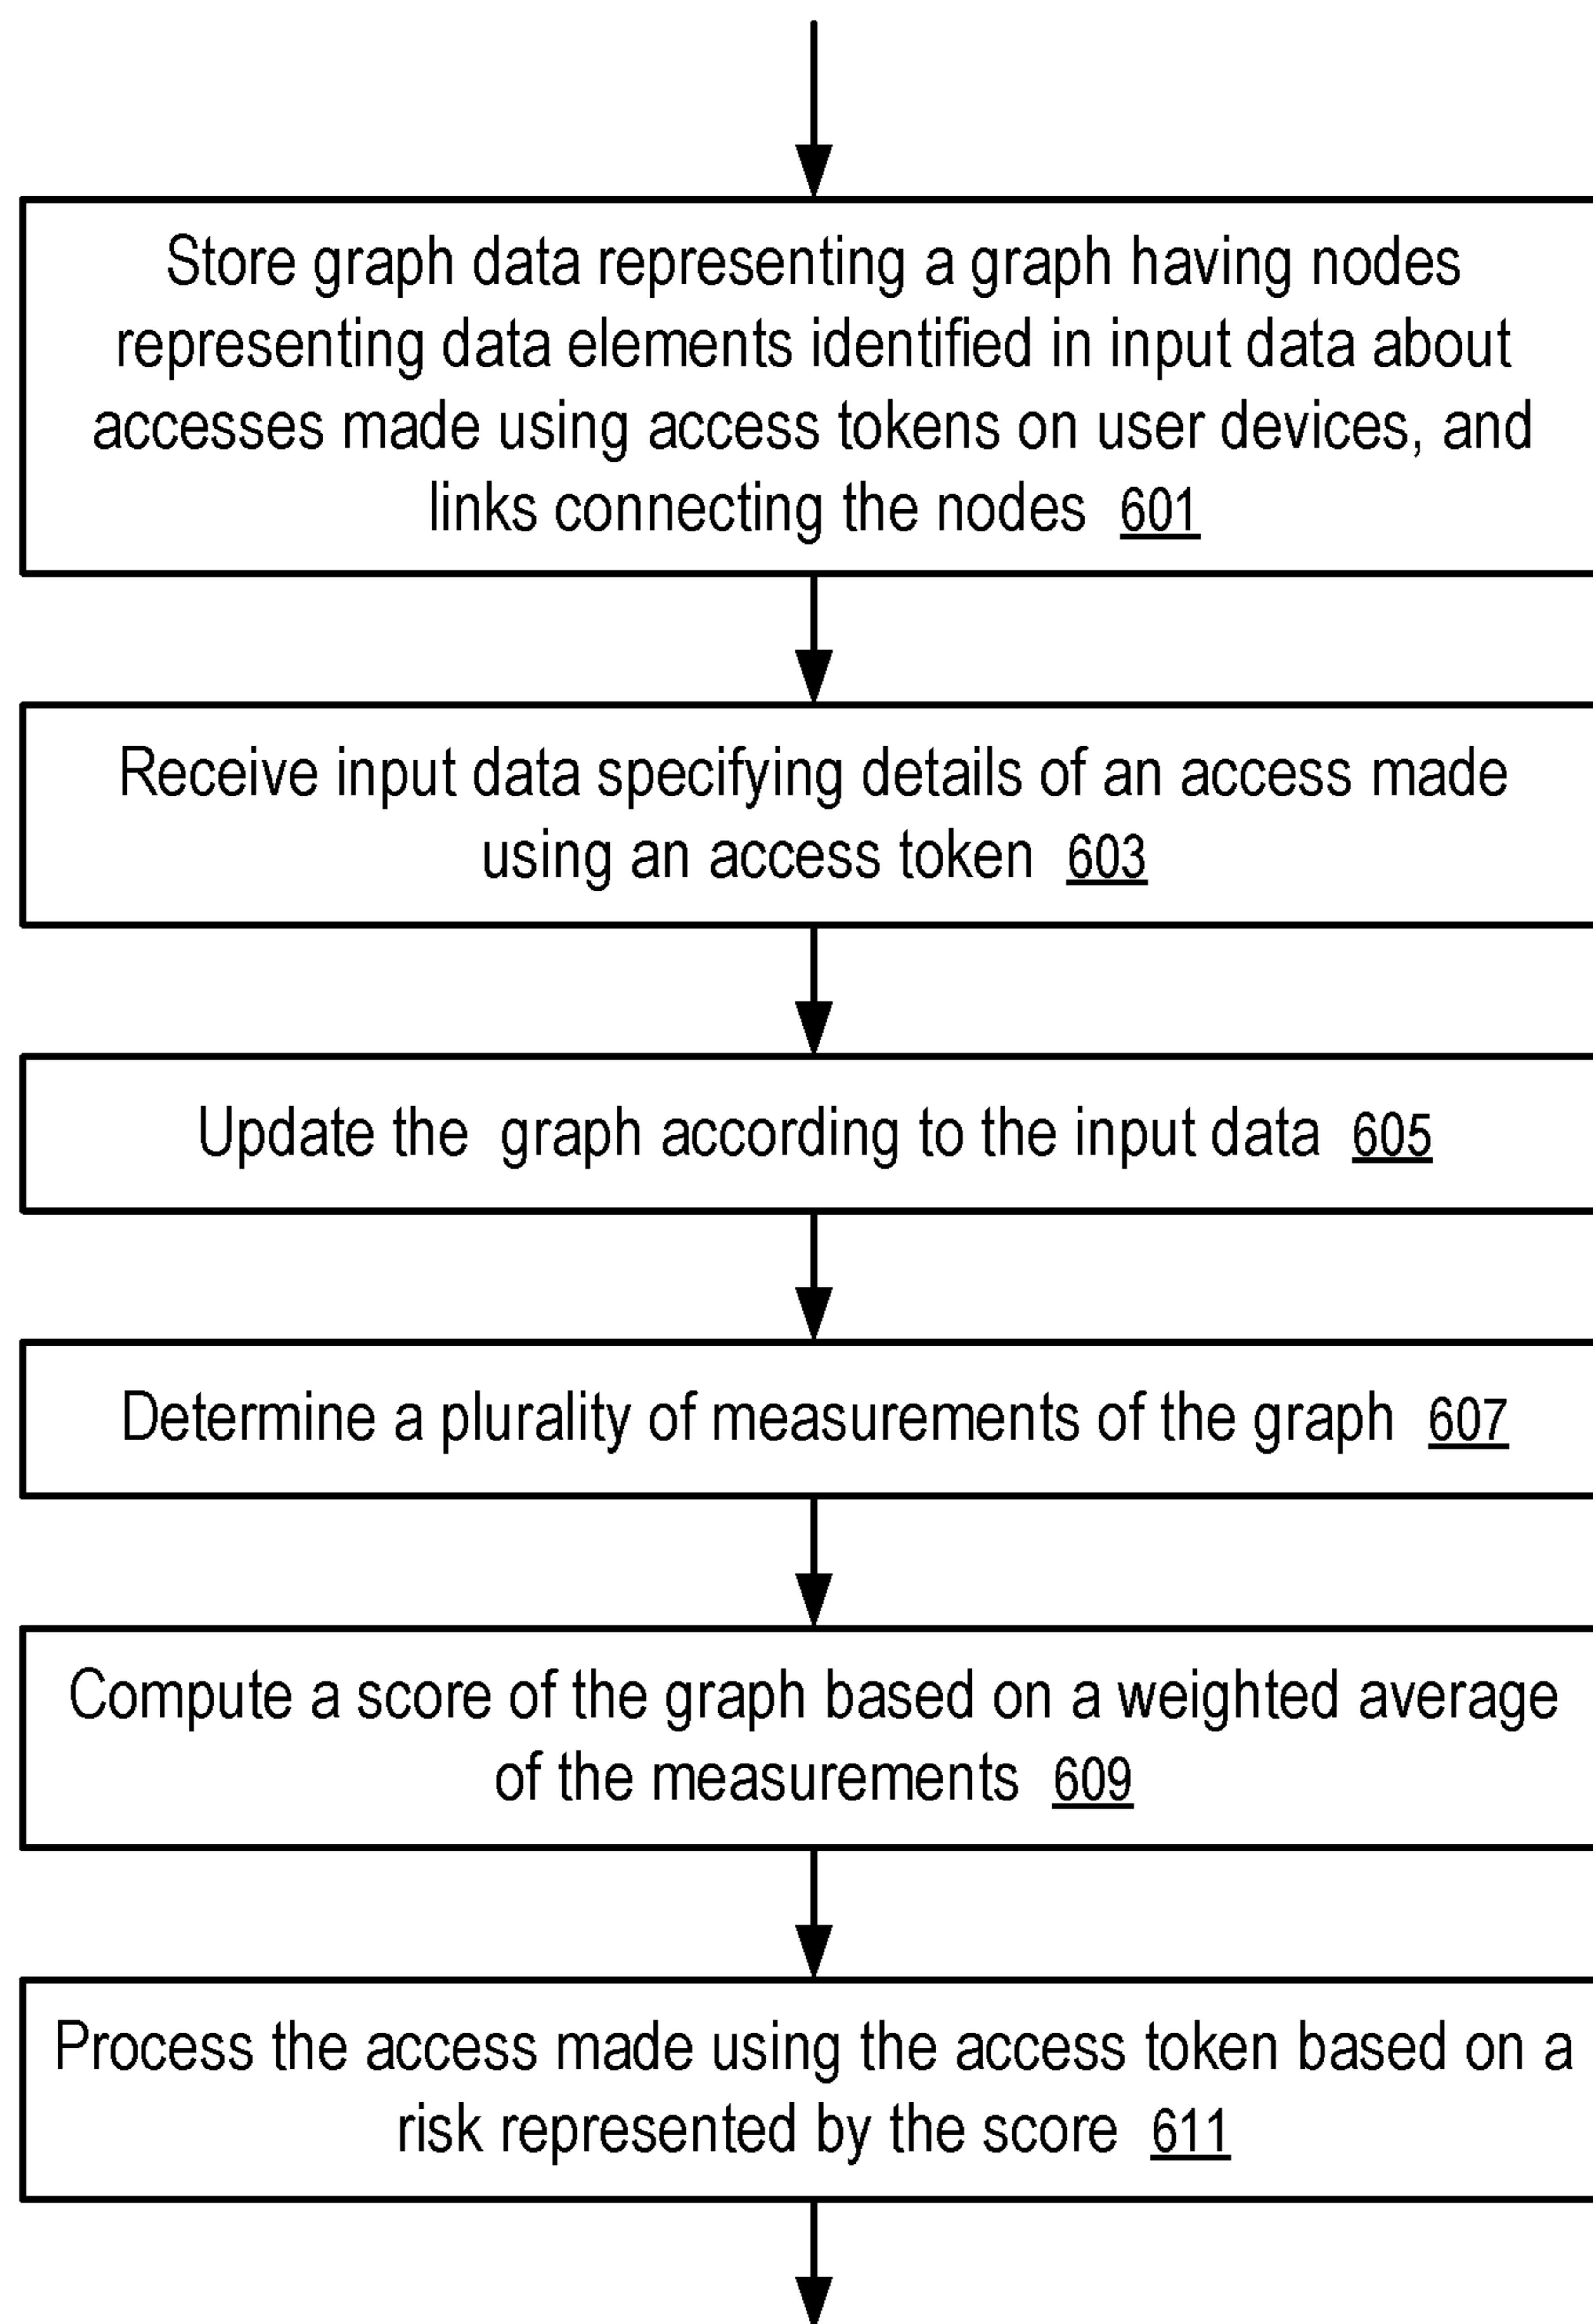 Store graph data representing a graph having nodes
representing data elements identified in input data about
accesses made using access tokens on user devices, and
links connecting the nodes 601
Receive input data specifying details of an access made
using an access token 603
Update the graph according to the input data 605
Determine a plurality of measurements of the graph 607
Compute a score of the graph based on a weighted average
of the measurements 609
Process the access made using the access token based on a
risk represented by the score 611